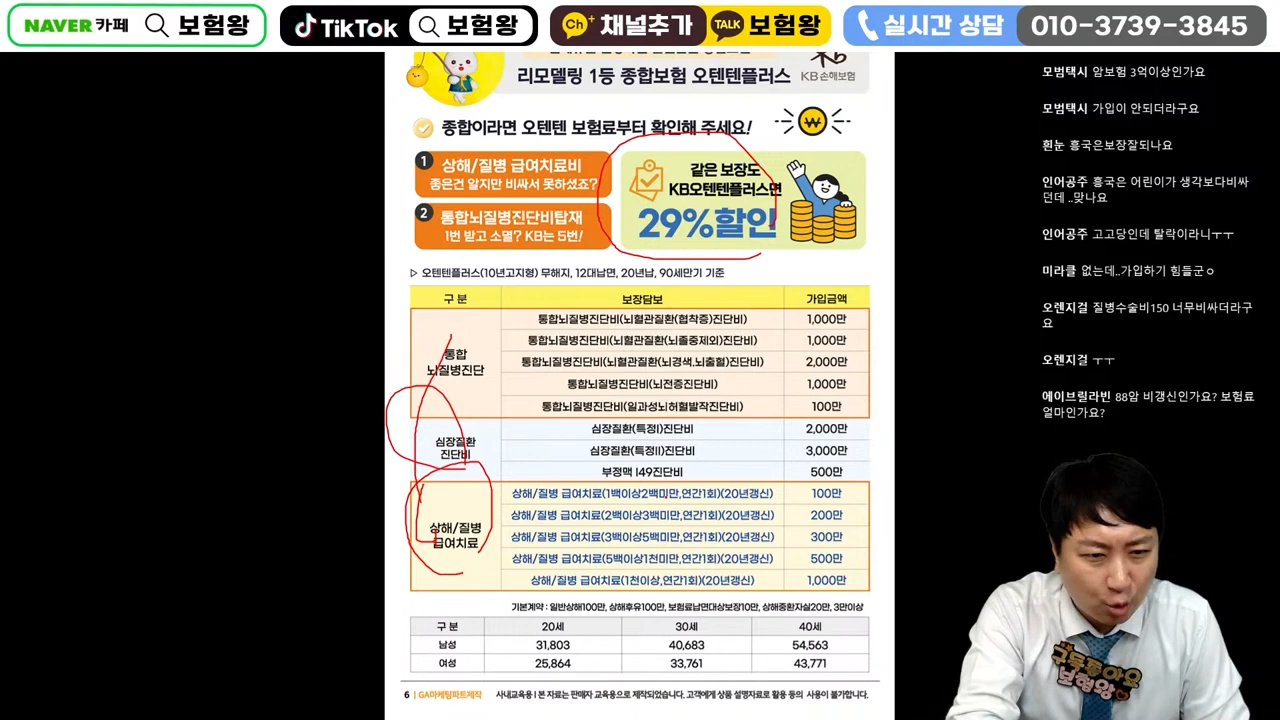 NAVER 카페 보험왕
TikTok 보험왕
Ch+ 채널추가 TALK 보험왕
실시간 상담 010-3739-3845
리모델링 1등 종합보험 오텐텐플러스
KB 손해보험
종합이라면 오텐텐 보험료부터 확인해 주세요!
1 상해/질병 급여치료비
좋은건 알지만 비싸서 못하셨죠?
2 통합뇌질병진단비탑재
1번 받고 소멸? KB는 5번!
같은 보장도
KB오텐텐플러스면
29%할인
▷ 오텐텐플러스(10년고지형) 무해지, 12대납면, 20년납, 90세만기 기준
구 분 보장담보 가입금액
통합
뇌질병진단
통합뇌질병진단비(뇌혈관질환(협착증)진단비) 1,000만
통합뇌질병진단비(뇌혈관질환(뇌졸중제외)진단비) 1,000만
통합뇌질병진단비(뇌혈관질환(뇌경색.뇌출혈)진단비) 2,000만
통합뇌질병진단비(뇌전증진단비) 1,000만
통합뇌질병진단비(일과성뇌허혈발작진단비) 100만
심장질환
진단비
심장질환(특정I)진단비 2,000만
심장질환(특정II)진단비 3,000만
부정맥 I49진단비 500만
상해/질병
급여치료
상해/질병 급여치료(1백이상2백미만,연간1회)(20년갱신) 100만
상해/질병 급여치료(2백이상3백미만,연간1회)(20년갱신) 200만
상해/질병 급여치료(3백이상5백미만,연간1회)(20년갱신) 300만
상해/질병 급여치료(5백이상1천미만,연간1회)(20년갱신) 500만
상해/질병 급여치료(1천이상,연간1회)(20년갱신) 1,000만
기본계약 : 일반상해100만, 상해후유100만, 보험료납면대상보장10만, 상해중환자실20만, 3만이상
구 분 20세 30세 40세
남성 31,803 40,683 54,563
여성 25,864 33,761 43,771
6 | GA마케팅파트제작 사내교육용 | 본 자료는 판매자 교육용으로 제작되었습니다. 고객에게 상품 설명자료로 활용 등의 사용이 불가합니다.
모범택시 암보험 3억이상인가요
모범택시 가입이 안되더라구요
흰눈 흥국은보장잘되나요
인어공주 흥국은 어린이가 생각보다비싸
던데 ..맞나요
인어공주 고고당인데 탈락이라니ㅜㅜ
미라클 없는데..가입하기 힘들군ㅇ
오렌지걸 질병수술비150 너무비싸더라구
요
오렌지걸 ㅜㅜ
에이브릴라빈 88암 비갱신인가요? 보험료
얼마인가요?
구독좋아요
보험왕